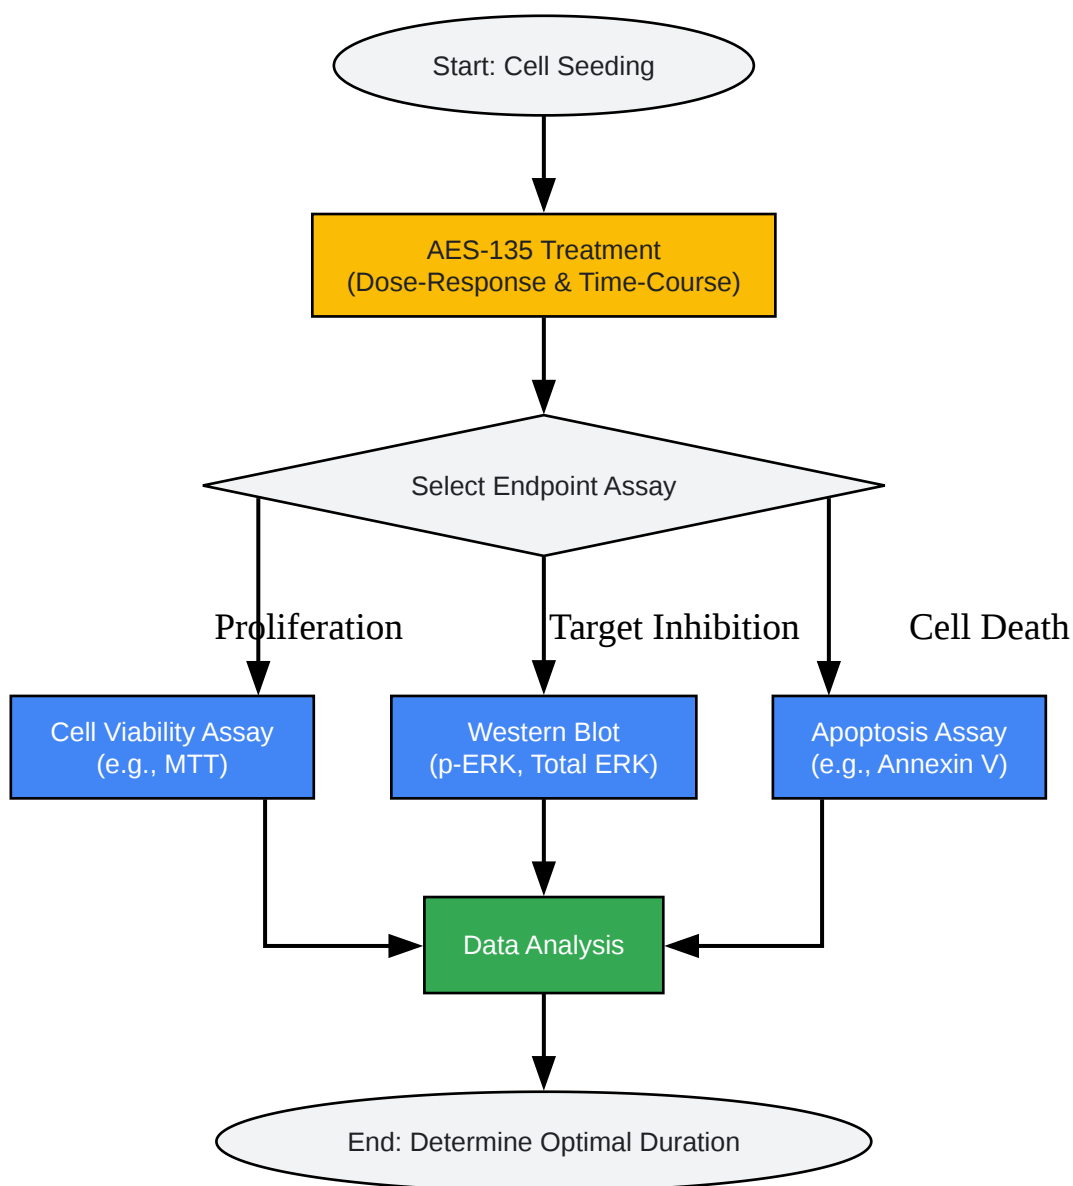 Start: Cell Seeding
AES-135 Treatment
(Dose-Response & Time-Course)
Select Endpoint Assay
Proliferation
Target Inhibition
Cell Death
Cell Viability Assay
(e.g., MTT)
Western Blot
(p-ERK, Total ERK)
Apoptosis Assay
(e.g., Annexin V)
Data Analysis
End: Determine Optimal Duration